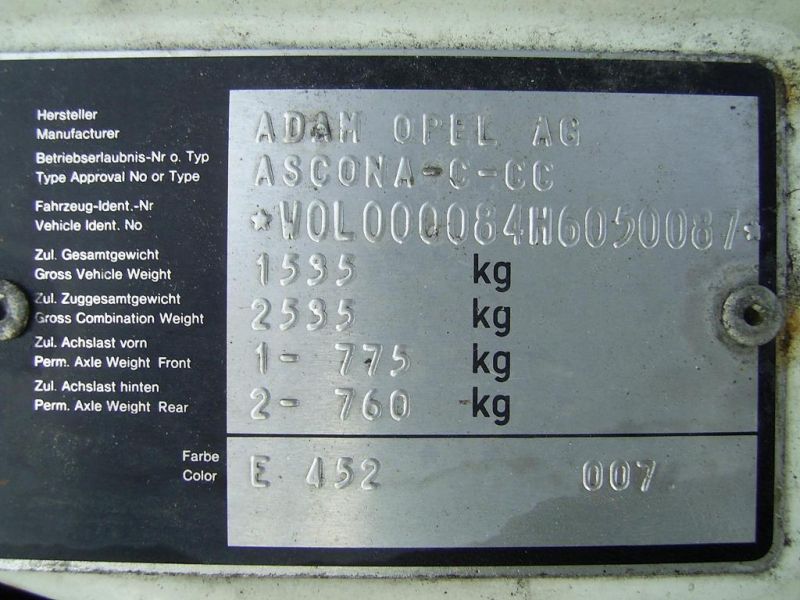 Hersteller
Manufacturer ADAM OPEL AG
Betriebserlaubnis-Nr o. Typ
Type Approval No or Type ASCONA-C-CC
Fahrzeug-Ident.-Nr
Vehicle Ident. No *W0L000084H6050087*
Zul. Gesamtgewicht
Gross Vehicle Weight 1535 kg
Zul. Zuggesamtgewicht
Gross Combination Weight 2535 kg
Zul. Achslast vorn
Perm. Axle Weight Front 1- 775 kg
Zul. Achslast hinten
Perm. Axle Weight Rear 2- 760 kg
Farbe
Color E 452 007